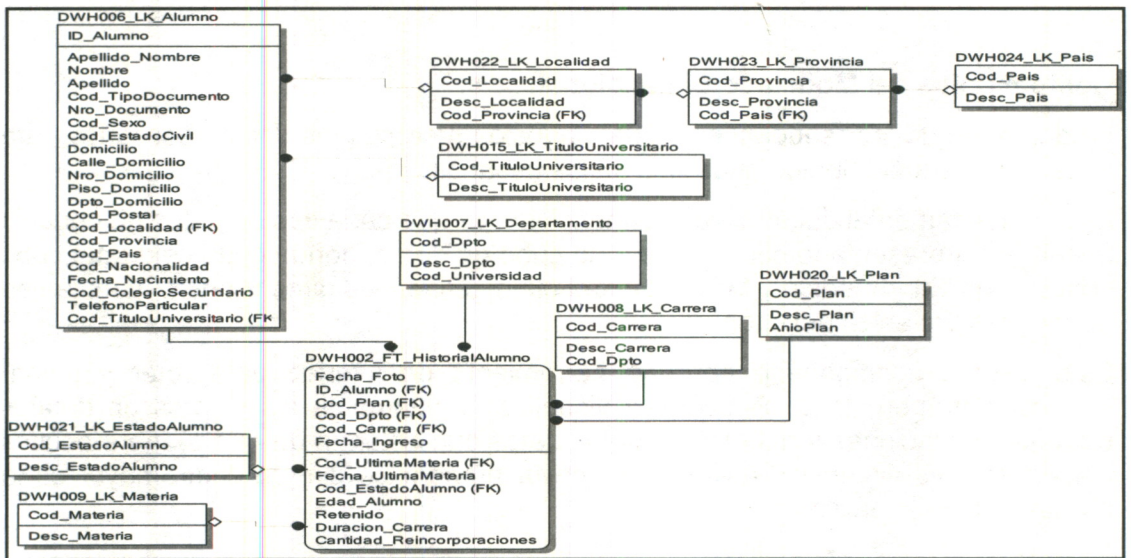 DWH006_LK_Alumno
ID_Alumno
Apellido_Nombre
Nombre
Apellido
Cod_TipoDocumento
Nro_Documento
Cod_Sexo
Cod_EstadoCivil
Domicilio
Calle_Domicilio
Nro_Domicilio
Piso_Domicilio
Dpto_Domicilio
Cod_Postal
Cod_Localidad (FK)
Cod_Provincia
Cod_Pais
Cod_Nacionalidad
Fecha_Nacimiento
Cod_ColegioSecundario
TelefonoParticular
Cod_TituloUniversitario (FK
DWH022_LK_Localidad
Cod_Localidad
Desc_Localidad
Cod_Provincia (FK)
DWH023_LK_Provincia
Cod_Provincia
Desc_Provincia
Cod_Pais (FK)
DWH024_LK_Pais
Cod_Pais
Desc_Pais
DWH015_LK_TituloUniversitario
Cod_TituloUniversitario
Desc_TituloUniversitario
DWH007_LK_Departamento
Cod_Dpto
Desc_Dpto
Cod_Universidad
DWH020_LK_Plan
Cod_Plan
Desc_Plan
AnioPlan
DWH008_LK_Carrera
Cod_Carrera
Desc_Carrera
Cod_Dpto
DWH002_FT_HistorialAlumno
Fecha_Foto
ID_Alumno (FK)
Cod_Plan (FK)
Cod_Dpto (FK)
Cod_Carrera (FK)
Fecha_Ingreso
Cod_UltimaMateria (FK)
Fecha_UltimaMateria
Cod_EstadoAlumno (FK)
Edad_Alumno
Retenido
Duracion_Carrera
Cantidad_Reincorporaciones
DWH021_LK_EstadoAlumno
Cod_EstadoAlumno
Desc_EstadoAlumno
DWH009_LK_Materia
Cod_Materia
Desc_Materia